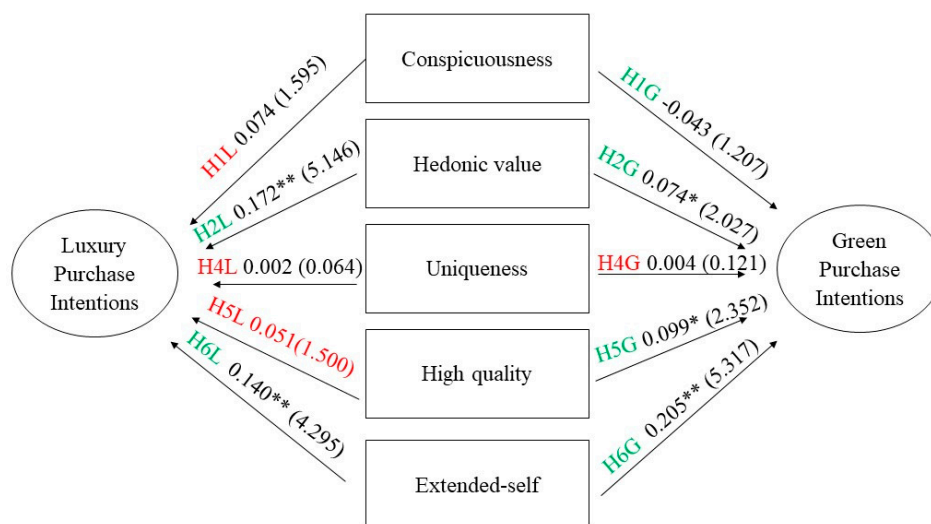 Conspicuousness
H1L 0.074 (1.595)
H1G -0.043 (1.207)
Hedonic value
H2L 0.172** (5.146)
H2G 0.074* (2.027)
Luxury
Purchase
Intentions
H4L 0.002 (0.064)
Uniqueness
H4G 0.004 (0.121)
Green
Purchase
Intentions
H5L 0.051(1.500)
High quality
H5G 0.099* (2.352)
H6L 0.140** (4.295)
Extended-self
H6G 0.205** (5.317)